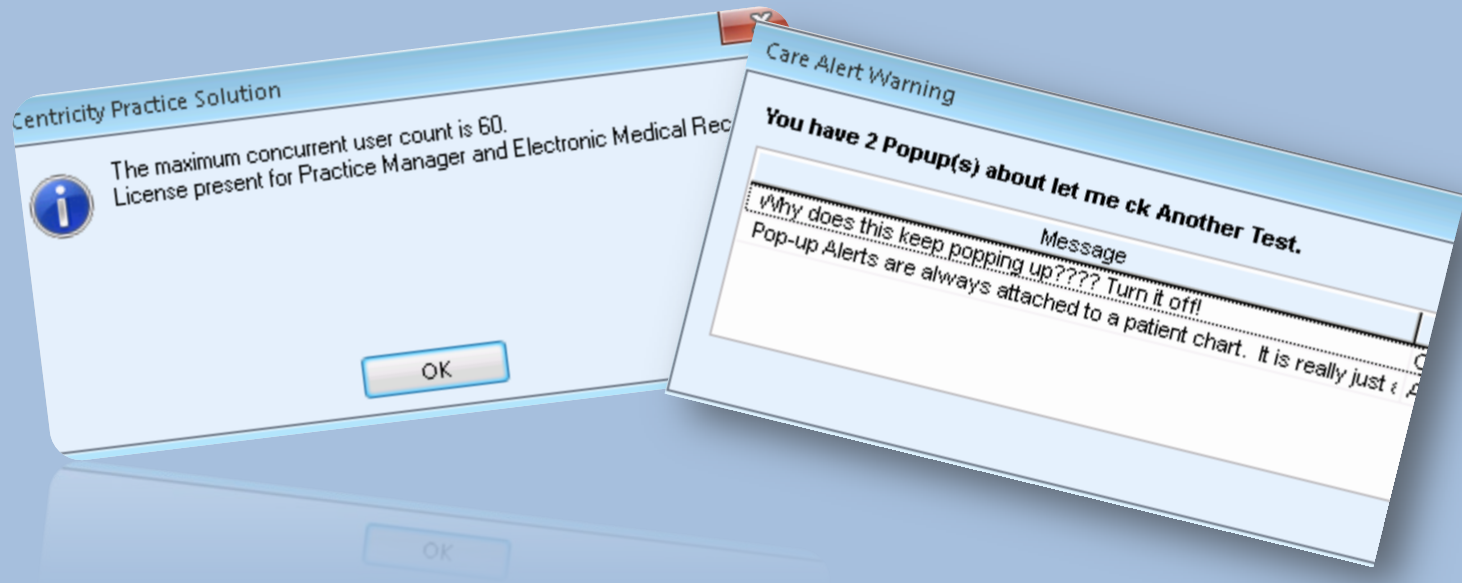 Centricity Practice Solution
The maximum concurrent user count is 60.
License present for Practice Manager and Electronic Medical Rec
OK
Care Alert Warning
You have 2 Popup(s) about let me ck Another Test.
Message
Why does this keep popping up???? Turn it off!
Pop-up Alerts are always attached to a patient chart. It is really just
OK